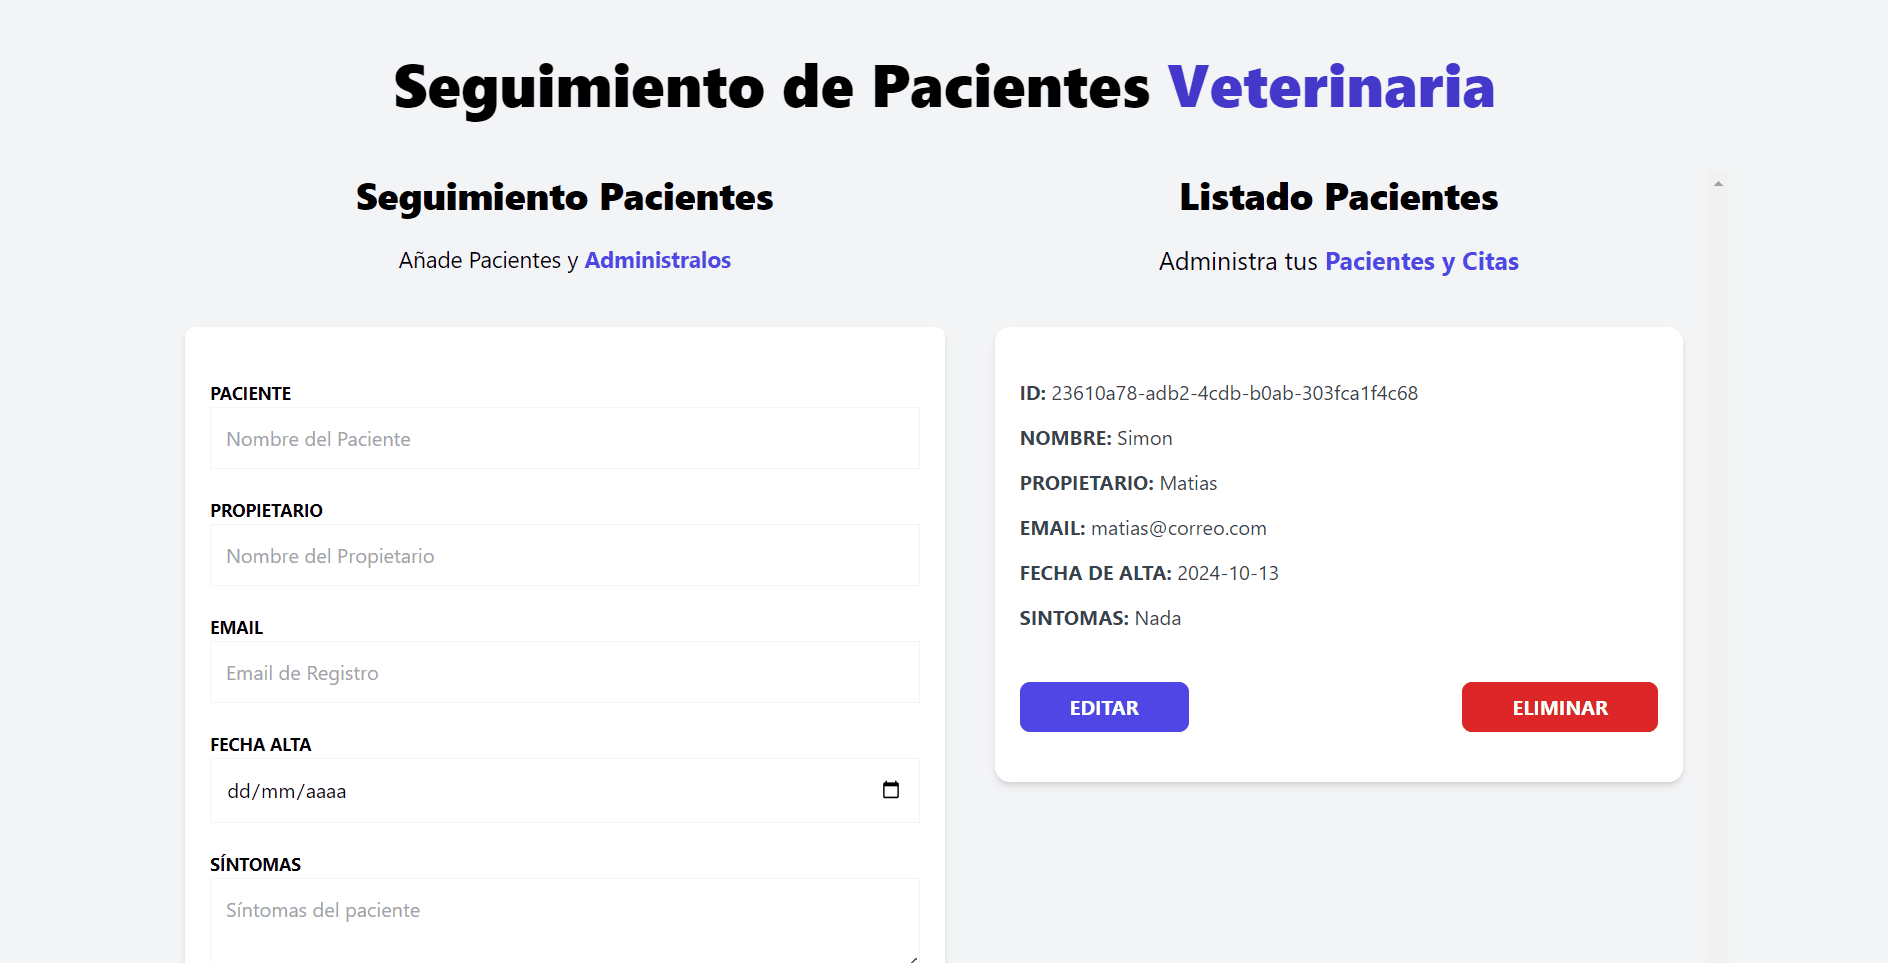 Seguimiento de Pacientes Veterinaria
Seguimiento Pacientes
Añade Pacientes y Administralos
PACIENTE
Nombre del Paciente
PROPIETARIO
Nombre del Propietario
EMAIL
Email de Registro
FECHA ALTA
dd/mm/aaaa
SÍNTOMAS
Síntomas del paciente
Listado Pacientes
Administra tus Pacientes y Citas
ID: 23610a78-adb2-4cdb-b0ab-303fca1f4c68
NOMBRE: Simon
PROPIETARIO: Matias
EMAIL: matias@correo.com
FECHA DE ALTA: 2024-10-13
SINTOMAS: Nada
EDITAR
ELIMINAR